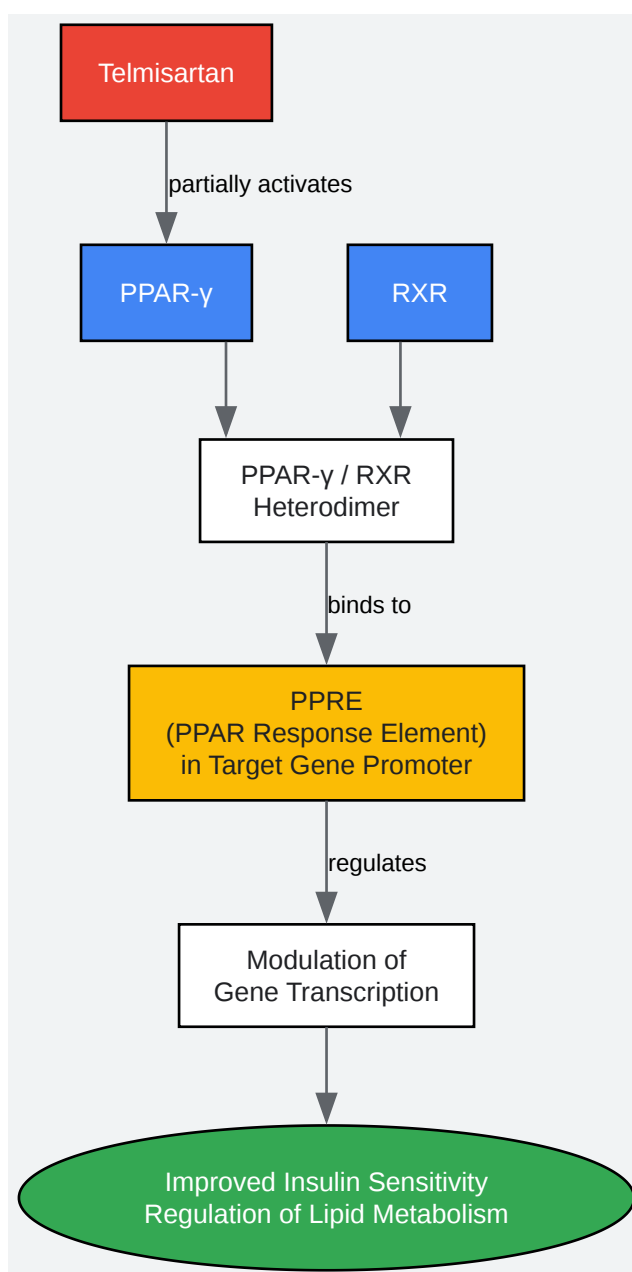 Telmisartan
partially activates
PPAR-γ
RXR
PPAR-γ / RXR
Heterodimer
binds to
PPRE
(PPAR Response Element)
in Target Gene Promoter
regulates
Modulation of
Gene Transcription
Improved Insulin Sensitivity
Regulation of Lipid Metabolism